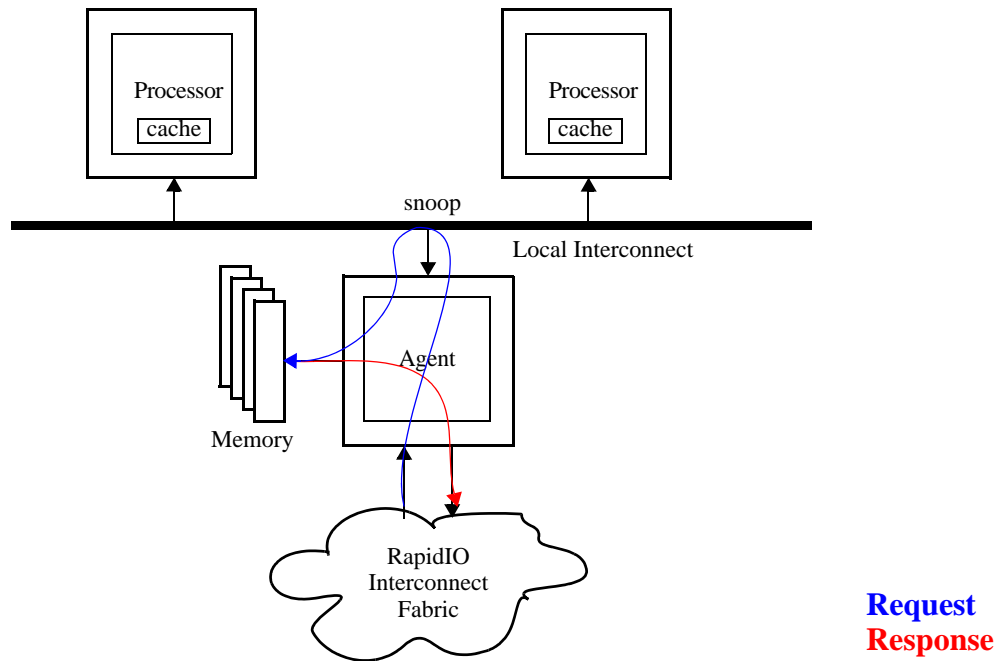 Processor
cache
Processor
cache
snoop
Local Interconnect
Agent
Memory
RapidIO
Interconnect
Fabric
Request
Response